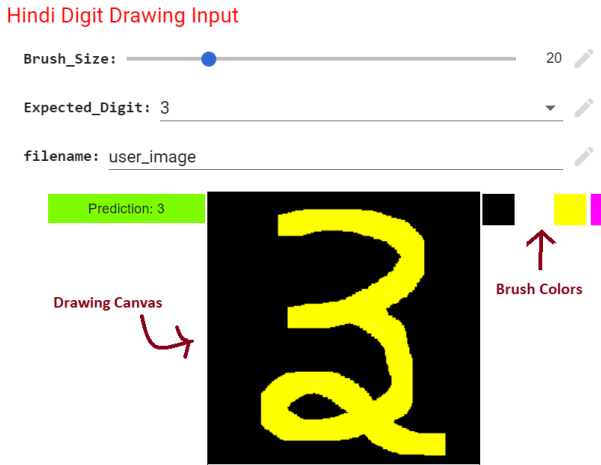 Hindi Digit Drawing Input
Brush_Size: 20
Expected_Digit: 3
filename: user_image
Prediction: 3
३
Drawing Canvas
Brush Colors